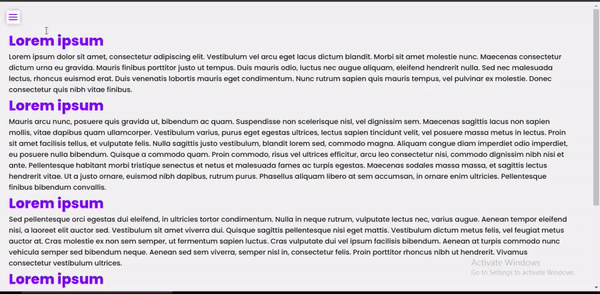 Lorem ipsum
Lorem ipsum dolor sit amet, consectetur adipiscing elit. Vestibulum vel arcu eget lacus dictum blandit. Morbi sit amet molestie nunc. Maecenas consectetur
dictum urna eu gravida. Mauris finibus porttitor justo ut tempus. Duis mauris odio, luctus nec augue aliquam, eleifend hendrerit nulla. Sed nec malesuada
lectus, rhoncus euismod erat. Duis venenatis lobortis mauris eget condimentum. Nunc rutrum sapien quis mauris tempus, vel pulvinar ex molestie. Donec
consectetur quis nibh vitae finibus.
Lorem ipsum
Mauris arcu nunc, posuere quis gravida ut, bibendum ac quam. Suspendisse non scelerisque nisl, vel dignissim sem. Maecenas sagittis lacus non sapien
mollis, vitae dapibus quam ullamcorper. Vestibulum varius, purus eget egestas ultrices, lectus sapien tincidunt velit, vel posuere massa metus in lectus. Proin
sit amet facilisis tellus, et vulputate felis. Nulla sagittis justo vestibulum, blandit lorem sed, commodo magna. Aliquam congue diam imperdiet odio imperdiet,
eu posuere nulla bibendum. Quisque a commodo quam. Proin commodo, risus vel ultrices efficitur, arcu leo consectetur nisi, commodo dignissim nibh nisi et
ante. Pellentesque habitant morbi tristique senectus et netus et malesuada fames ac turpis egestas. Maecenas sodales massa massa, et sagittis lectus
hendrerit vitae. Ut a justo ornare, euismod nibh dapibus, rutrum purus. Phasellus aliquam libero at sem accumsan, in ornare enim ultricies. Pellentesque
finibus bibendum convallis.
Lorem ipsum
Sed pellentesque orci egestas dui eleifend, in ultricies tortor condimentum. Nulla in neque rutrum, vulputate lectus nec, varius augue. Aenean tempor eleifend
nisi, a laoreet elit auctor sed. Vestibulum sit amet viverra dui. Quisque sagittis pellentesque nisi eget mattis. Vestibulum dictum metus felis, vel feugiat metus
auctor at. Cras molestie ex non sem semper, ut fermentum sapien luctus. Cras vulputate dui vel ipsum facilisis bibendum. Aenean at turpis commodo nunc
vehicula semper sed bibendum neque. Aenean sed sem viverra, semper nisl in, consectetur felis. Proin porttitor rhoncus nibh ut hendrerit. Vivamus
consectetur vestibulum ultrices.
Activate Windows
Go to Settings to activate Windows.
Lorem ipsum